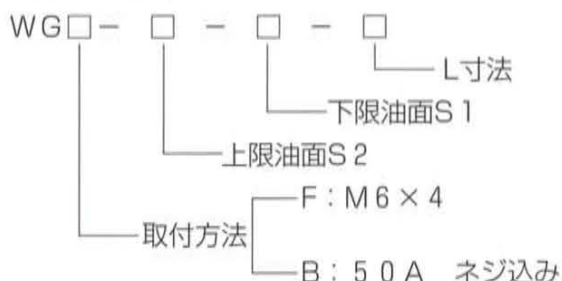 WG□-□-□-□
L寸法
下限油面S1
上限油面S2
F:M6×4
取付方法
B:50A ネジ込み